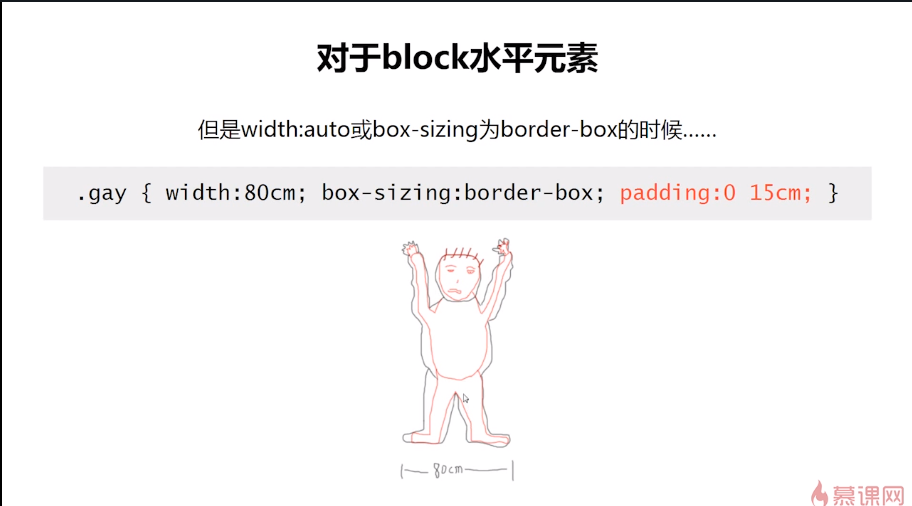 对于block水平元素
但是width:auto或box-sizing为border-box的时候……
.gay { width:80cm; box-sizing:border-box; padding:0 15cm; }
80cm
慕课网